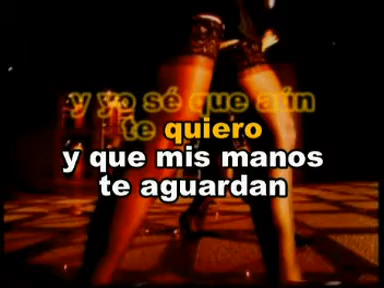 y yo sé que aún
te quiero
y que mis manos
te aguardan